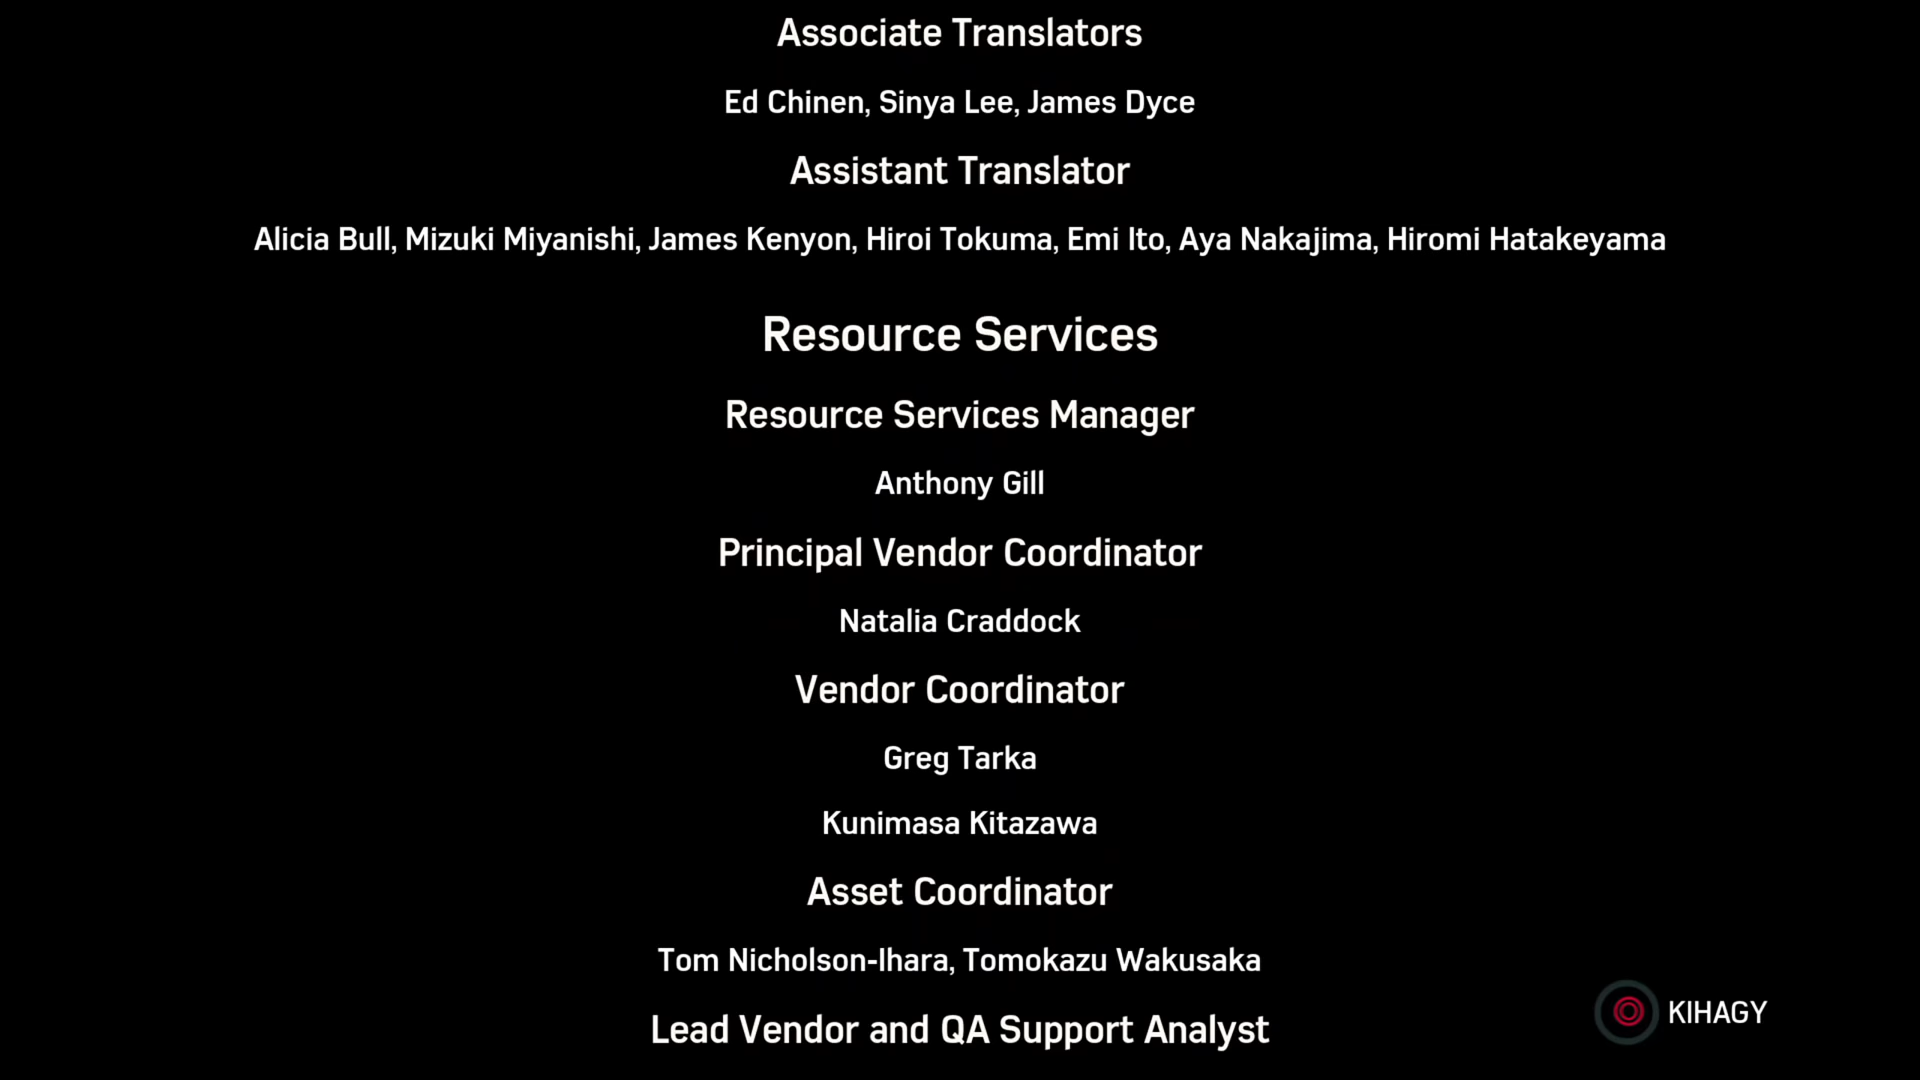 Associate Translators
Ed Chinen, Sinya Lee, James Dyce
Assistant Translator
Alicia Bull, Mizuki Miyanishi, James Kenyon, Hiroi Tokuma, Emi Ito, Aya Nakajima, Hiromi Hatakeyama
Resource Services
Resource Services Manager
Anthony Gill
Principal Vendor Coordinator
Natalia Craddock
Vendor Coordinator
Greg Tarka
Kunimasa Kitazawa
Asset Coordinator
Tom Nicholson-Ihara, Tomokazu Wakusaka
Lead Vendor and QA Support Analyst
KIHAGY